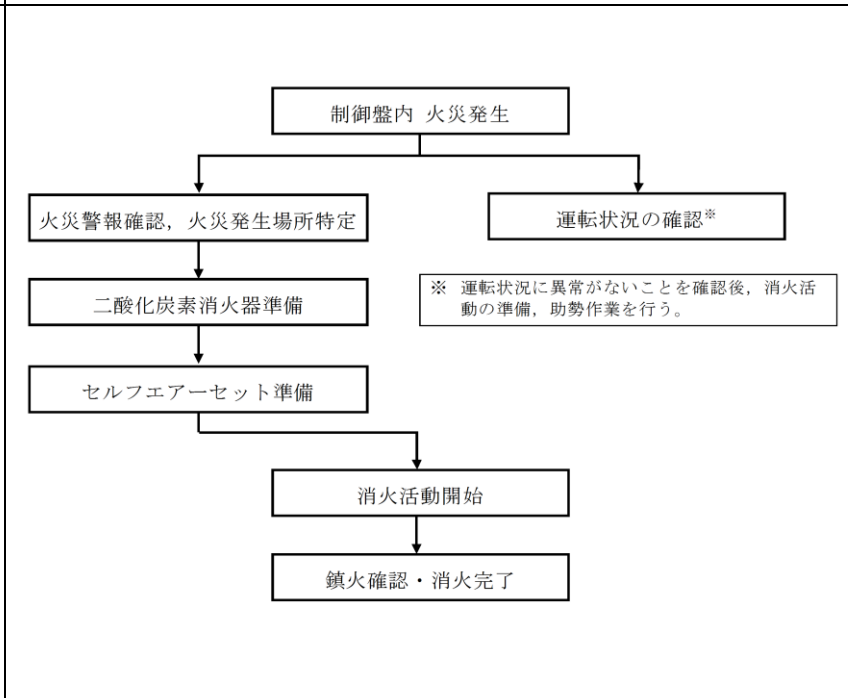 制御盤内 火災発生
火災警報確認，火災発生場所特定
運転状況の確認※
二酸化炭素消火器準備
※ 運転状況に異常がないことを確認後，消火活
動の準備，助勢作業を行う。
セルフエアーセット準備
消火活動開始
鎮火確認・消火完了